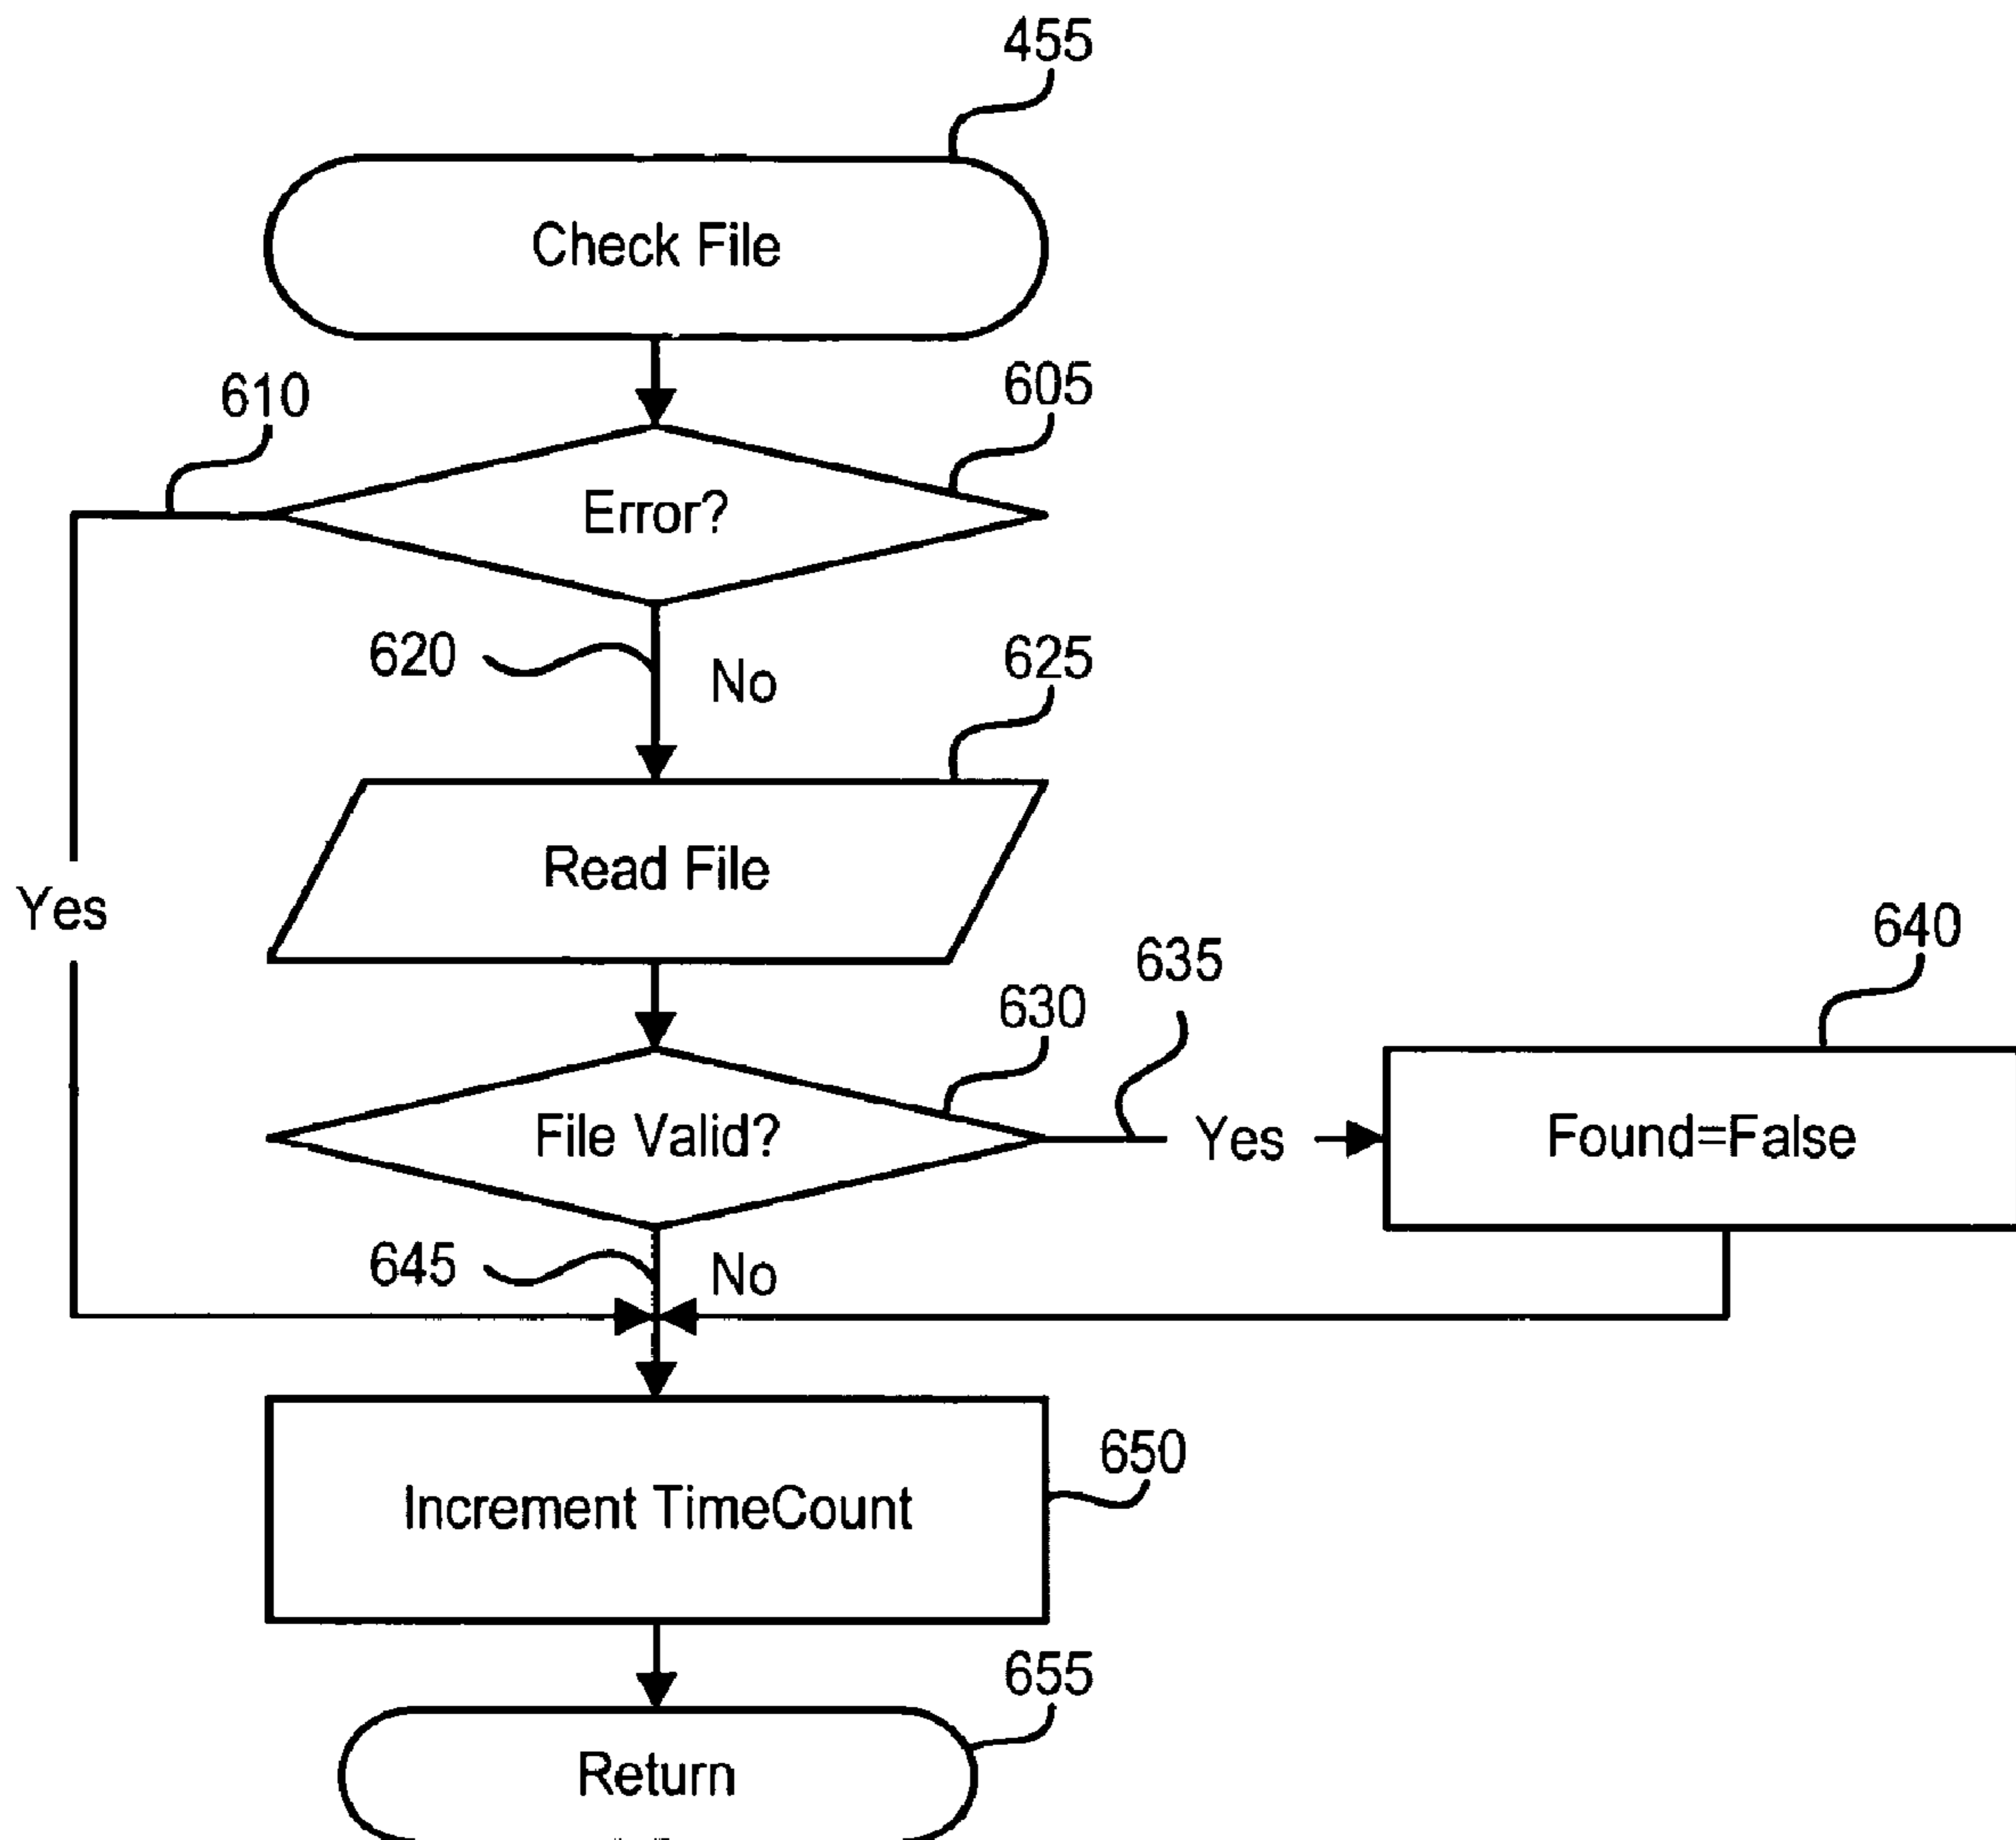 455
Check File
610
605
Error?
620
No
625
Read File
Yes
640
635
630
File Valid?
Yes
Found=False
645
No
650
Increment TimeCount
655
Return